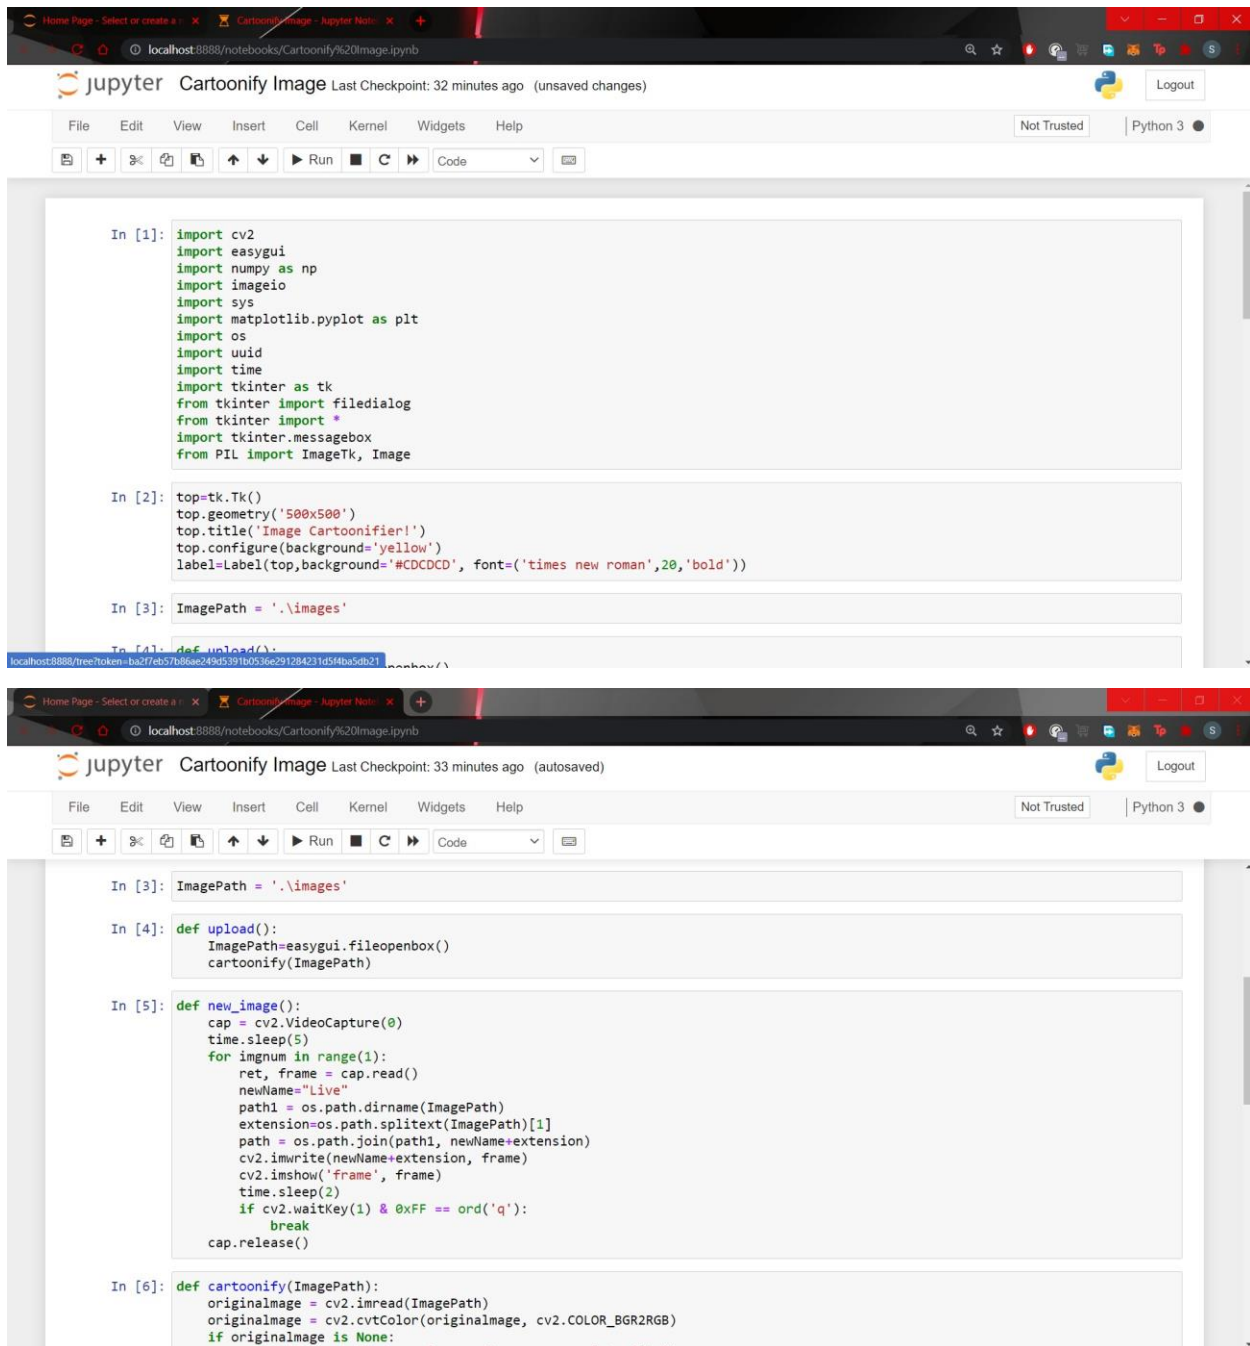 Home Page - Select or create a n
Cartoonify Image - Jupyter Note
localhost:8888/notebooks/Cartoonify%20Image.ipynb
Tp
S
jupyter Cartoonify Image Last Checkpoint: 32 minutes ago (unsaved changes)
Logout
File Edit View Insert Cell Kernel Widgets Help
Not Trusted
Python 3
Run
Code
In [1]: import cv2
import easygui
import numpy as np
import imageio
import sys
import matplotlib.pyplot as plt
import os
import uuid
import time
import tkinter as tk
from tkinter import filedialog
from tkinter import *
import tkinter.messagebox
from PIL import ImageTk, Image
In [2]: top=tk.Tk()
top.geometry('500x500')
top.title('Image Cartoonifier!')
top.configure(background='yellow')
label=Label(top,background='#CDCDCD', font=('times new roman',20,'bold'))
In [3]: ImagePath = '.\images'
In [4]: def upload():
localhost:8888/tree?token=ba2f7eb57b86ae249d5391b0536e291284231d5f4ba5db21
Home Page - Select or create a n
Cartoonify Image - Jupyter Note
localhost:8888/notebooks/Cartoonify%20Image.ipynb
Tp
S
jupyter Cartoonify Image Last Checkpoint: 33 minutes ago (autosaved)
Logout
File Edit View Insert Cell Kernel Widgets Help
Not Trusted
Python 3
Run
Code
In [3]: ImagePath = '.\images'
In [4]: def upload():
ImagePath=easygui.fileopenbox()
cartoonify(ImagePath)
In [5]: def new_image():
cap = cv2.VideoCapture(0)
time.sleep(5)
for imgnum in range(1):
ret, frame = cap.read()
newName="Live"
path1 = os.path.dirname(ImagePath)
extension=os.path.splitext(ImagePath)[1]
path = os.path.join(path1, newName+extension)
cv2.imwrite(newName+extension, frame)
cv2.imshow('frame', frame)
time.sleep(2)
if cv2.waitKey(1) & 0xFF == ord('q'):
break
cap.release()
In [6]: def cartoonify(ImagePath):
originalmage = cv2.imread(ImagePath)
originalmage = cv2.cvtColor(originalmage, cv2.COLOR_BGR2RGB)
if originalmage is None: